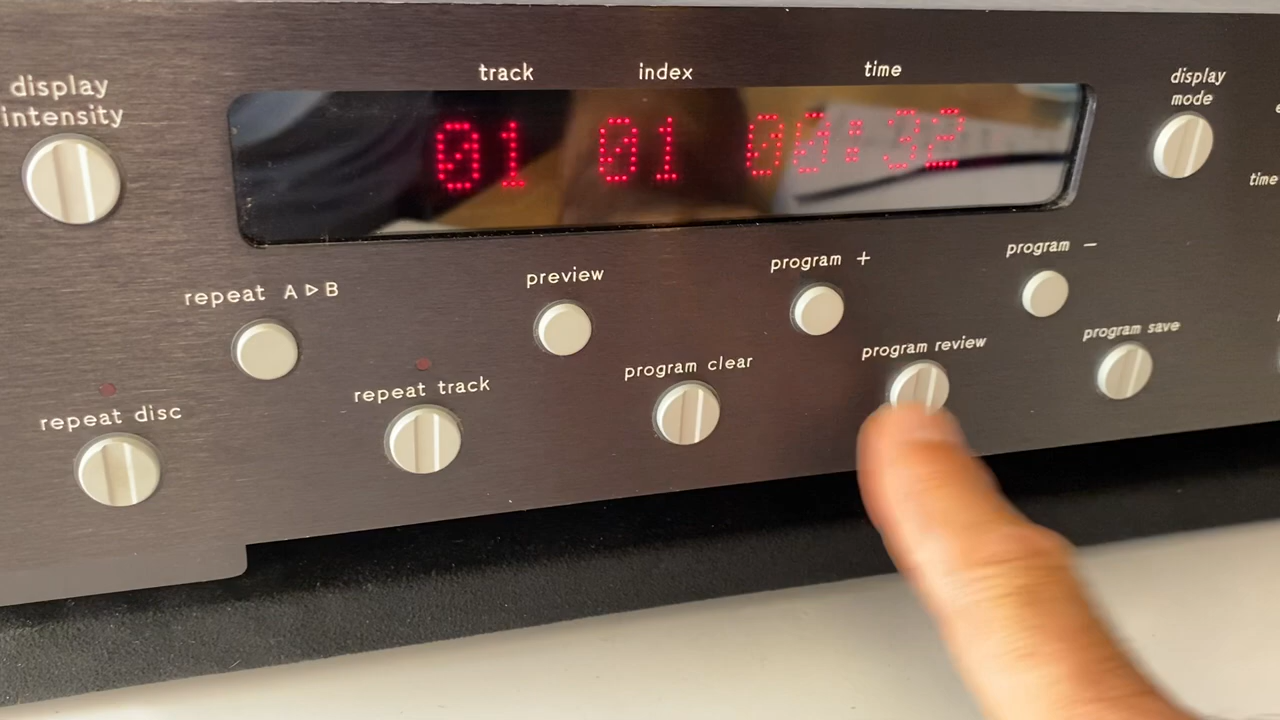 display
intensity
track index time
display
mode
01 01 00:32
time
repeat A▷B
preview
program +
program −
repeat disc
repeat track
program clear
program review
program save